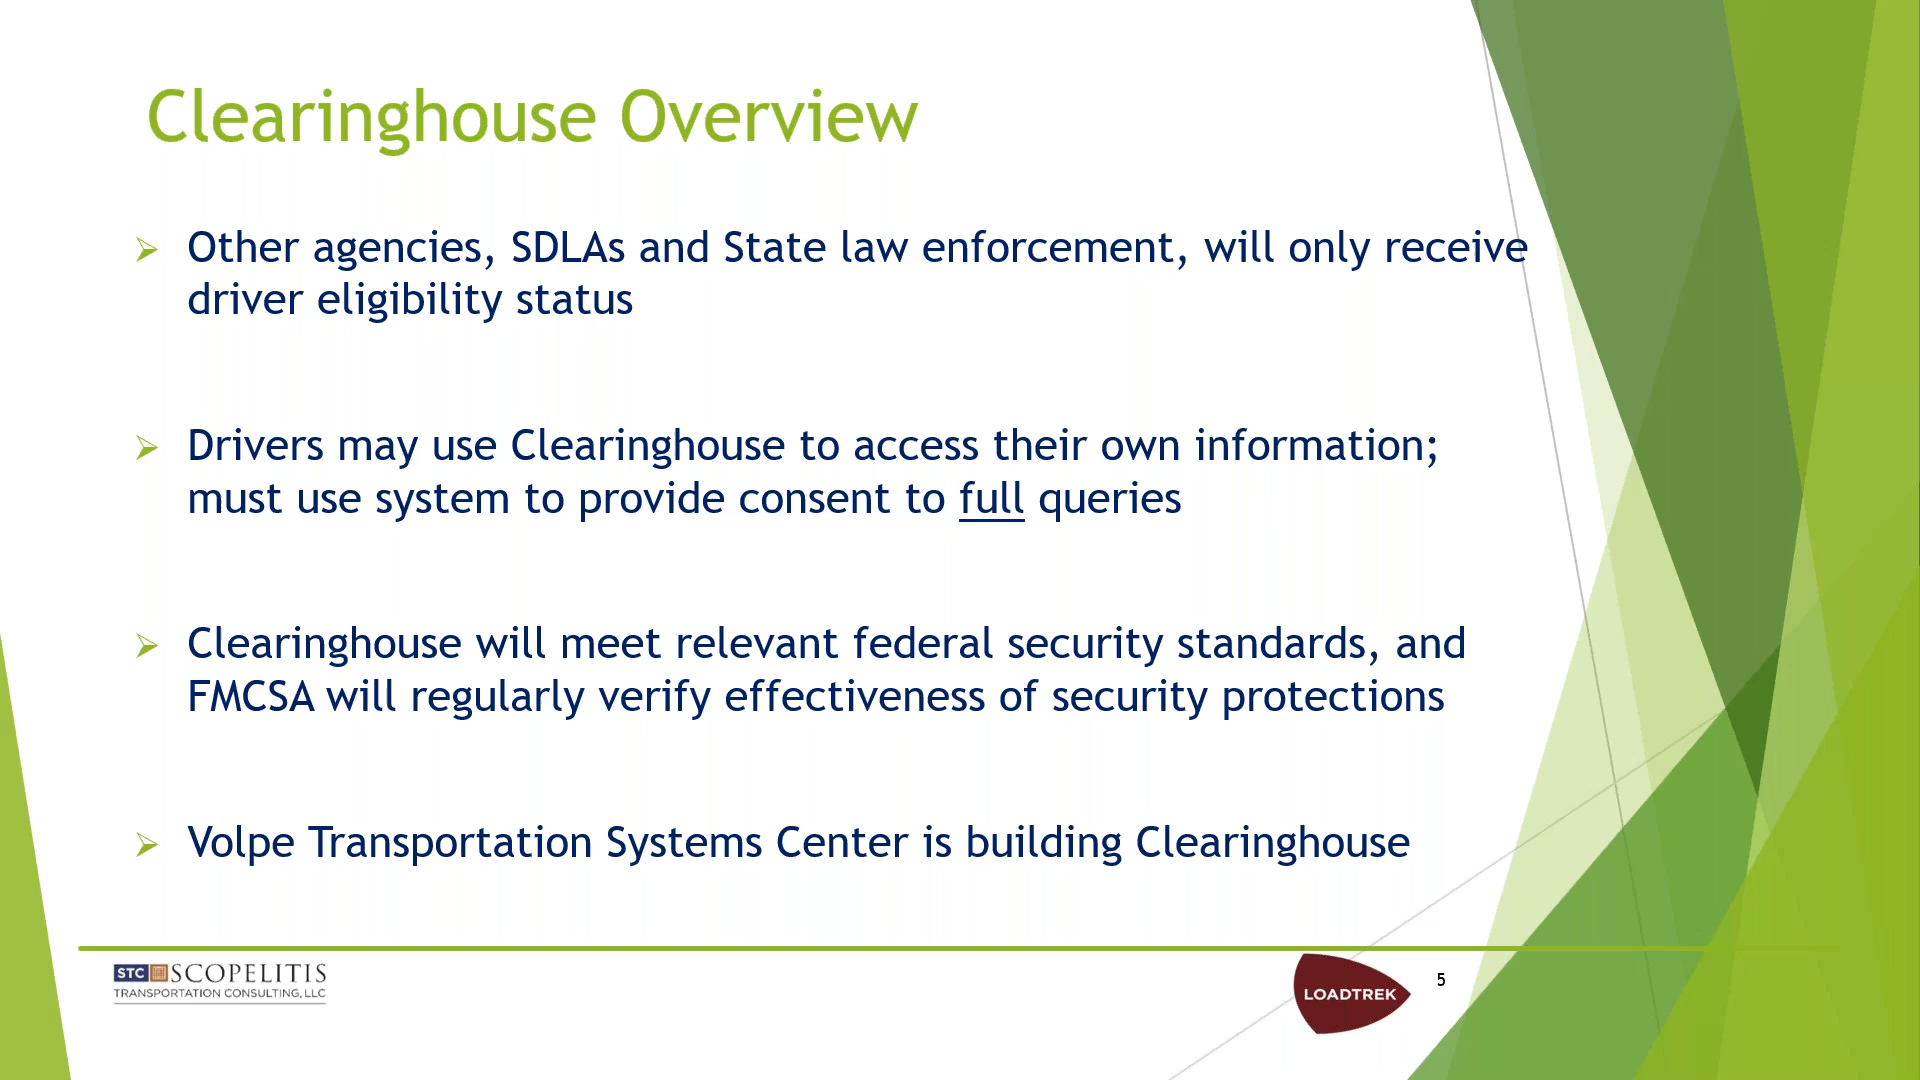 Clearinghouse Overview
Other agencies, SDLAs and State law enforcement, will only receive
driver eligibility status
Drivers may use Clearinghouse to access their own information;
must use system to provide consent to full queries
Clearinghouse will meet relevant federal security standards, and
FMCSA will regularly verify effectiveness of security protections
Volpe Transportation Systems Center is building Clearinghouse
STC SCOPELITIS
TRANSPORTATION CONSULTING, LLC
LOADTREK
5